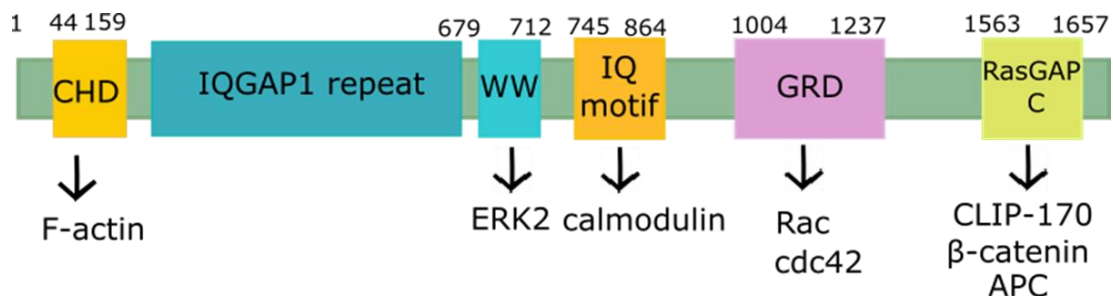 1 44 159 679 712 745 864 1004 1237 1563 1657
CHD
IQGAP1 repeat
WW
IQ
motif
GRD
RasGAP
C
F-actin
ERK2
calmodulin
Rac
cdc42
CLIP-170
β-catenin
APC